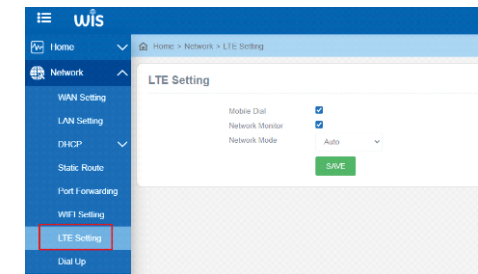 wis
Home
Home > Network > LTE Setting
Network
LTE Setting
WAN Setting
Mobile Dial
LAN Setting
Network Monitor
DHCP
Network Mode
Auto
Static Route
SAVE
Port Forwarding
WIFI Setting
LTE Setting
Dial Up